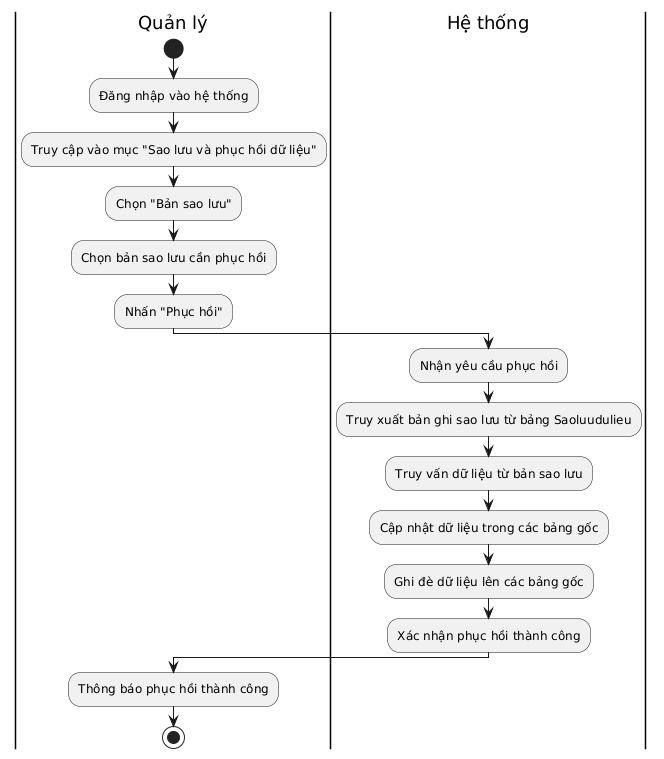 Quản lý
Hệ thống
Đăng nhập vào hệ thống
Truy cập vào mục "Sao lưu và phục hồi dữ liệu"
Chọn "Bản sao lưu"
Chọn bản sao lưu cần phục hồi
Nhấn "Phục hồi"
Nhận yêu cầu phục hồi
Truy xuất bản ghi sao lưu từ bảng Saoluudulieu
Truy vấn dữ liệu từ bản sao lưu
Cập nhật dữ liệu trong các bảng gốc
Ghi đè dữ liệu lên các bảng gốc
Xác nhận phục hồi thành công
Thông báo phục hồi thành công